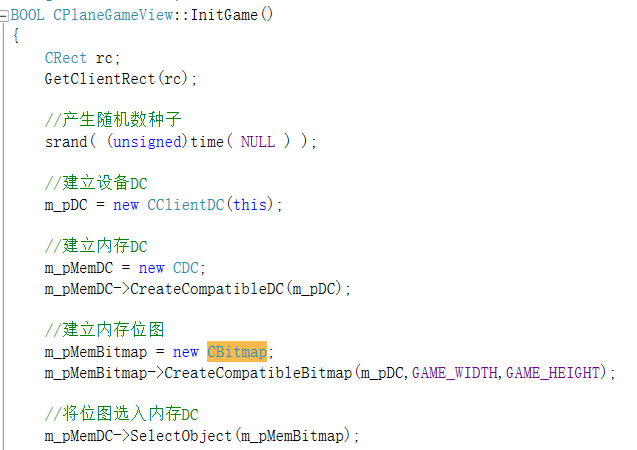 BOOL CPlaneGameView::InitGame()
{
CRect rc;
GetClientRect(rc);
//产生随机数种子
srand( (unsigned)time( NULL ) );
//建立设备DC
m_pDC = new CClientDC(this);
//建立内存DC
m_pMemDC = new CDC;
m_pMemDC->CreateCompatibleDC(m_pDC);
//建立内存位图
m_pMemBitmap = new CBitmap;
m_pMemBitmap->CreateCompatibleBitmap(m_pDC,GAME_WIDTH,GAME_HEIGHT);
//将位图选入内存DC
m_pMemDC->SelectObject(m_pMemBitmap);